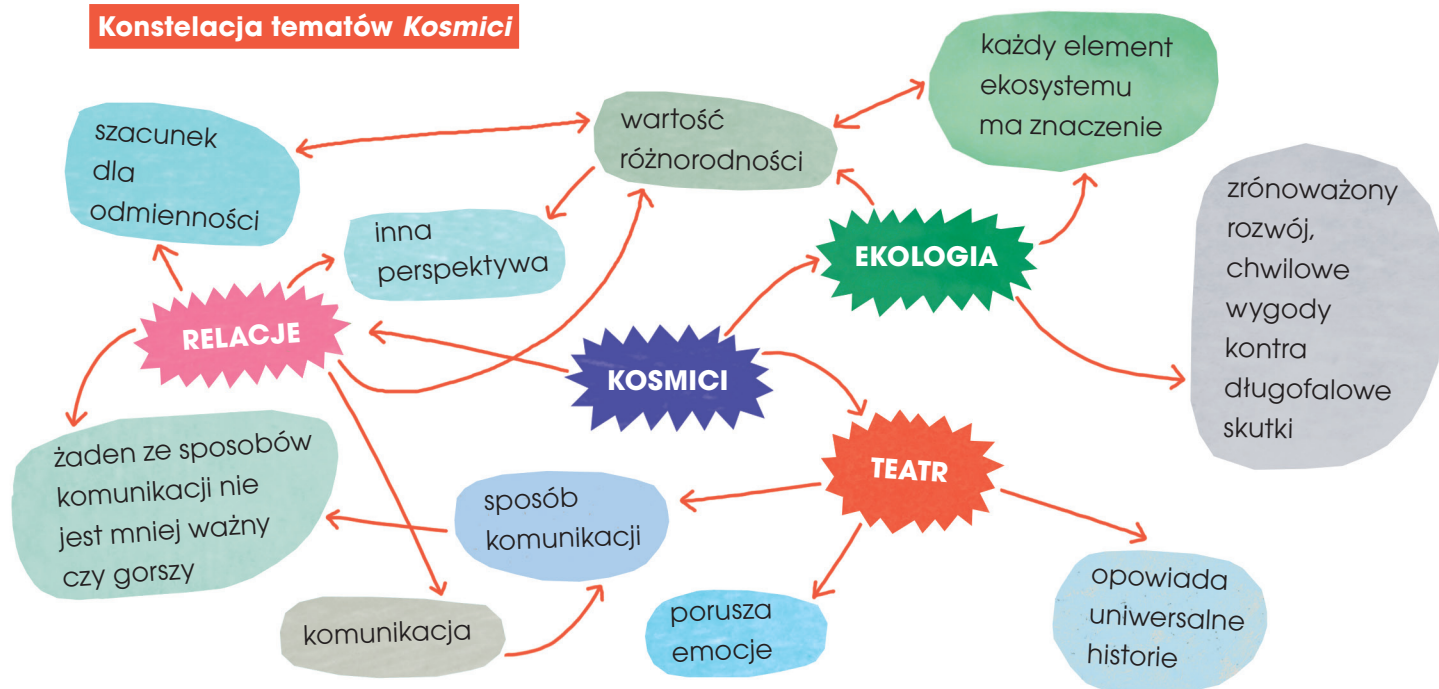 Konstelacja tematów Kosmici
szacunek
dla
odmienności
wartość
różnorodności
każdy element
ekosystemu
ma znaczenie
inna
perspektywa
EKOLOGIA
zrónoważony
rozwój,
chwilowe
wygody
kontra
długofalowe
skutki
RELACJE
KOSMICI
TEATR
żaden ze sposobów
komunikacji nie
jest mniej ważny
czy gorszy
sposób
komunikacji
komunikacja
porusza
emocje
opowiada
uniwersalne
historie